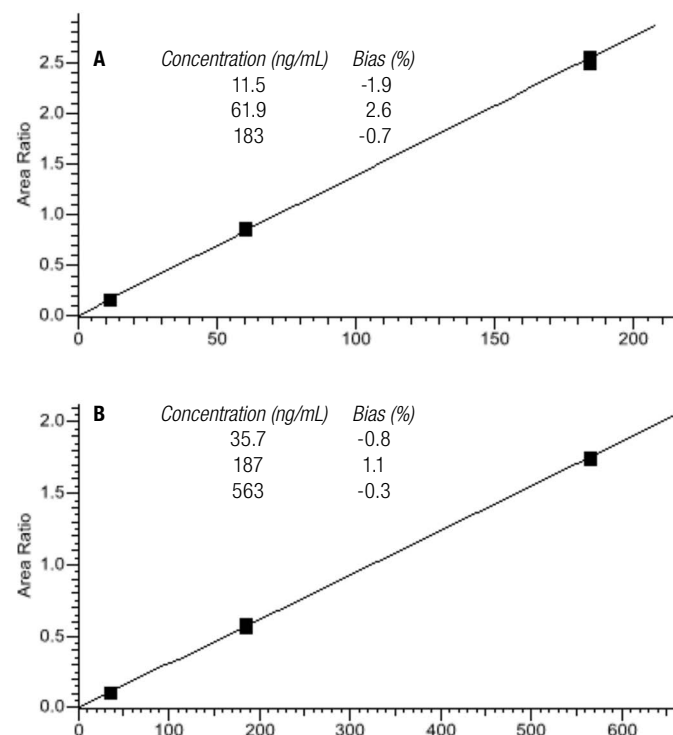 A Concentration (ng/mL) Bias (%)
11.5 -1.9
61.9 2.6
183 -0.7
Area Ratio
2.5
2.0
1.5
1.0
0.5
0.0
0 50 100 150 200
B Concentration (ng/mL) Bias (%)
35.7 -0.8
187 1.1
563 -0.3
Area Ratio
2.0
1.5
1.0
0.5
0.0
0 100 200 300 400 500 600